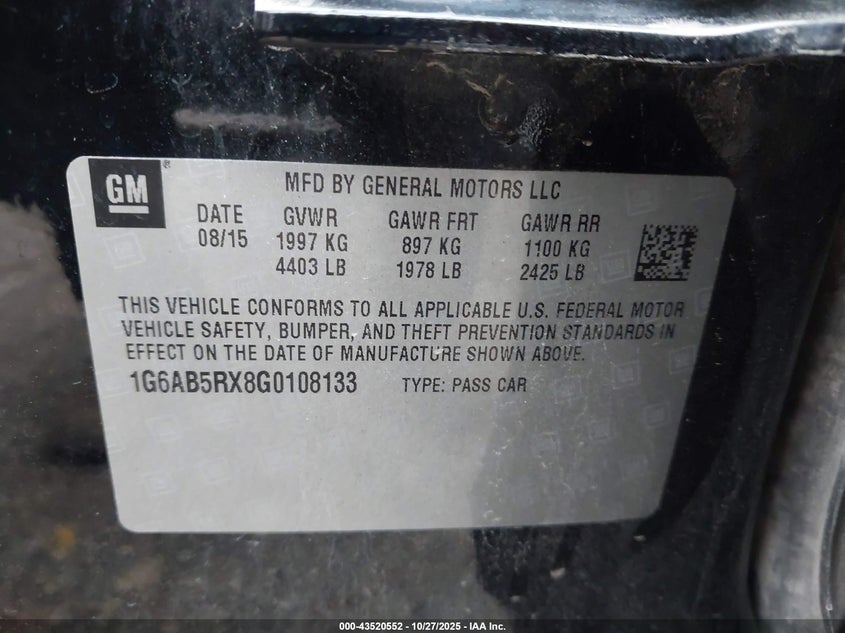 GM
MFD BY GENERAL MOTORS LLC
DATE GVWR GAWR FRT GAWR RR
08/15 1997 KG 897 KG 1100 KG
4403 LB 1978 LB 2425 LB
THIS VEHICLE CONFORMS TO ALL APPLICABLE U.S. FEDERAL MOTOR
VEHICLE SAFETY, BUMPER, AND THEFT PREVENTION STANDARDS IN
EFFECT ON THE DATE OF MANUFACTURE SHOWN ABOVE.
1G6AB5RX8G0108133 TYPE: PASS CAR
000-43520552 - 10/27/2025 - IAA Inc.